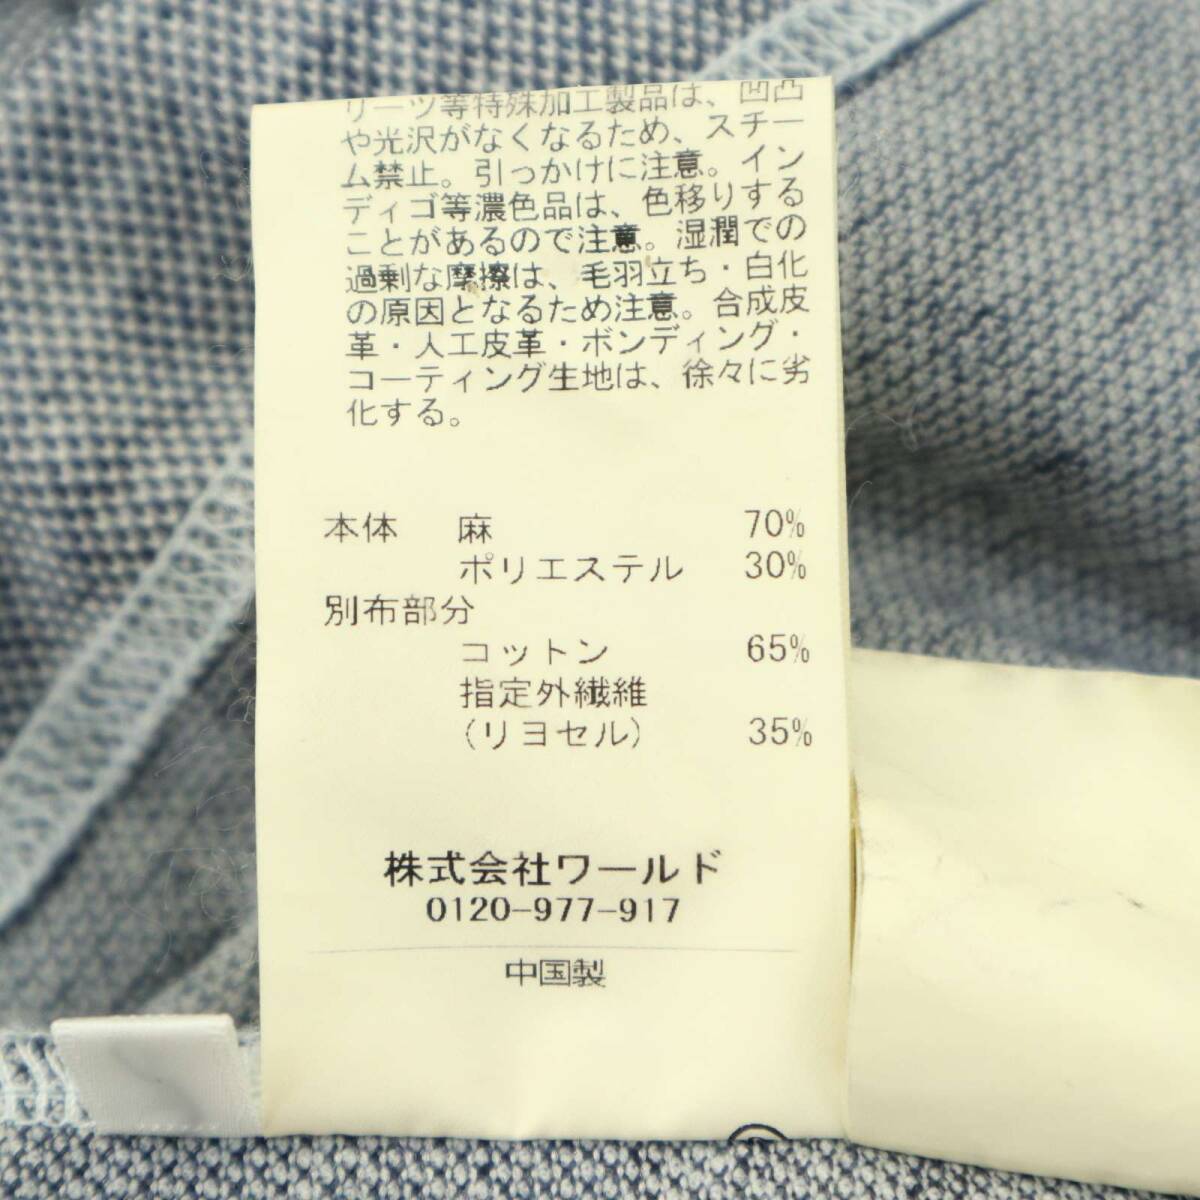 リーツ等特殊加工製品は、凹凸
や光沢がなくなるため、スチー
ム禁止。引っかけに注意。イン
ディゴ等濃色品は、色移りする
ことがあるので注意。湿潤での
過剰な摩擦は、毛羽立ち・白化
の原因となるため注意。合成皮
革・人工皮革・ボンディング・
コーティング生地は、徐々に劣
化する。
本体 麻 70%
ポリエステル 30%
別布部分
コットン 65%
指定外繊維
(リヨセル) 35%
株式会社ワールド
0120-977-917
中国製